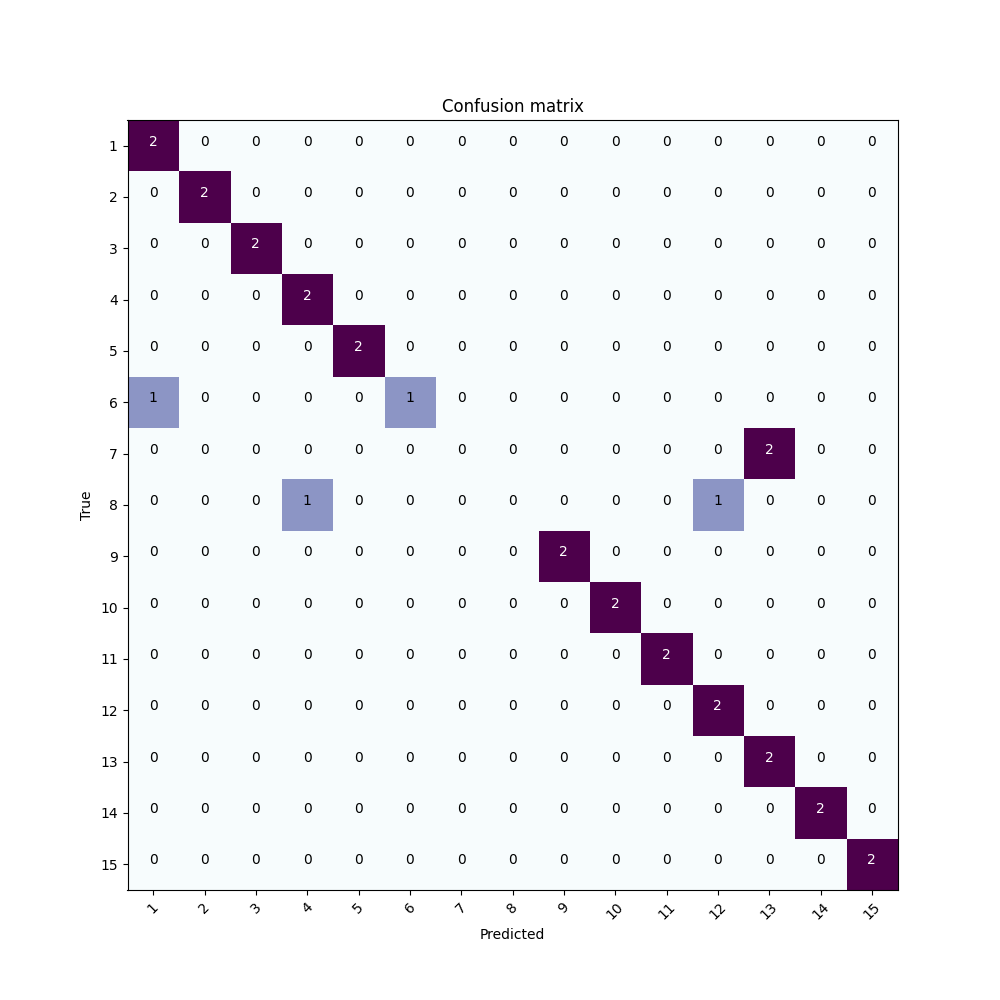 Confusion matrix
1 2 0 0 0 0 0 0 0 0 0 0 0 0 0 0
2 0 2 0 0 0 0 0 0 0 0 0 0 0 0 0
3 0 0 2 0 0 0 0 0 0 0 0 0 0 0 0
4 0 0 0 2 0 0 0 0 0 0 0 0 0 0 0
5 0 0 0 0 2 0 0 0 0 0 0 0 0 0 0
6 1 0 0 0 0 1 0 0 0 0 0 0 0 0 0
7 0 0 0 0 0 0 0 0 0 0 0 0 2 0 0
True
8 0 0 0 1 0 0 0 0 0 0 0 1 0 0 0
9 0 0 0 0 0 0 0 0 2 0 0 0 0 0 0
10 0 0 0 0 0 0 0 0 0 2 0 0 0 0 0
11 0 0 0 0 0 0 0 0 0 0 2 0 0 0 0
12 0 0 0 0 0 0 0 0 0 0 0 2 0 0 0
13 0 0 0 0 0 0 0 0 0 0 0 0 2 0 0
14 0 0 0 0 0 0 0 0 0 0 0 0 0 2 0
15 0 0 0 0 0 0 0 0 0 0 0 0 0 0 2
1 2 3 4 5 6 7 8 9 10 11 12 13 14 15
Predicted